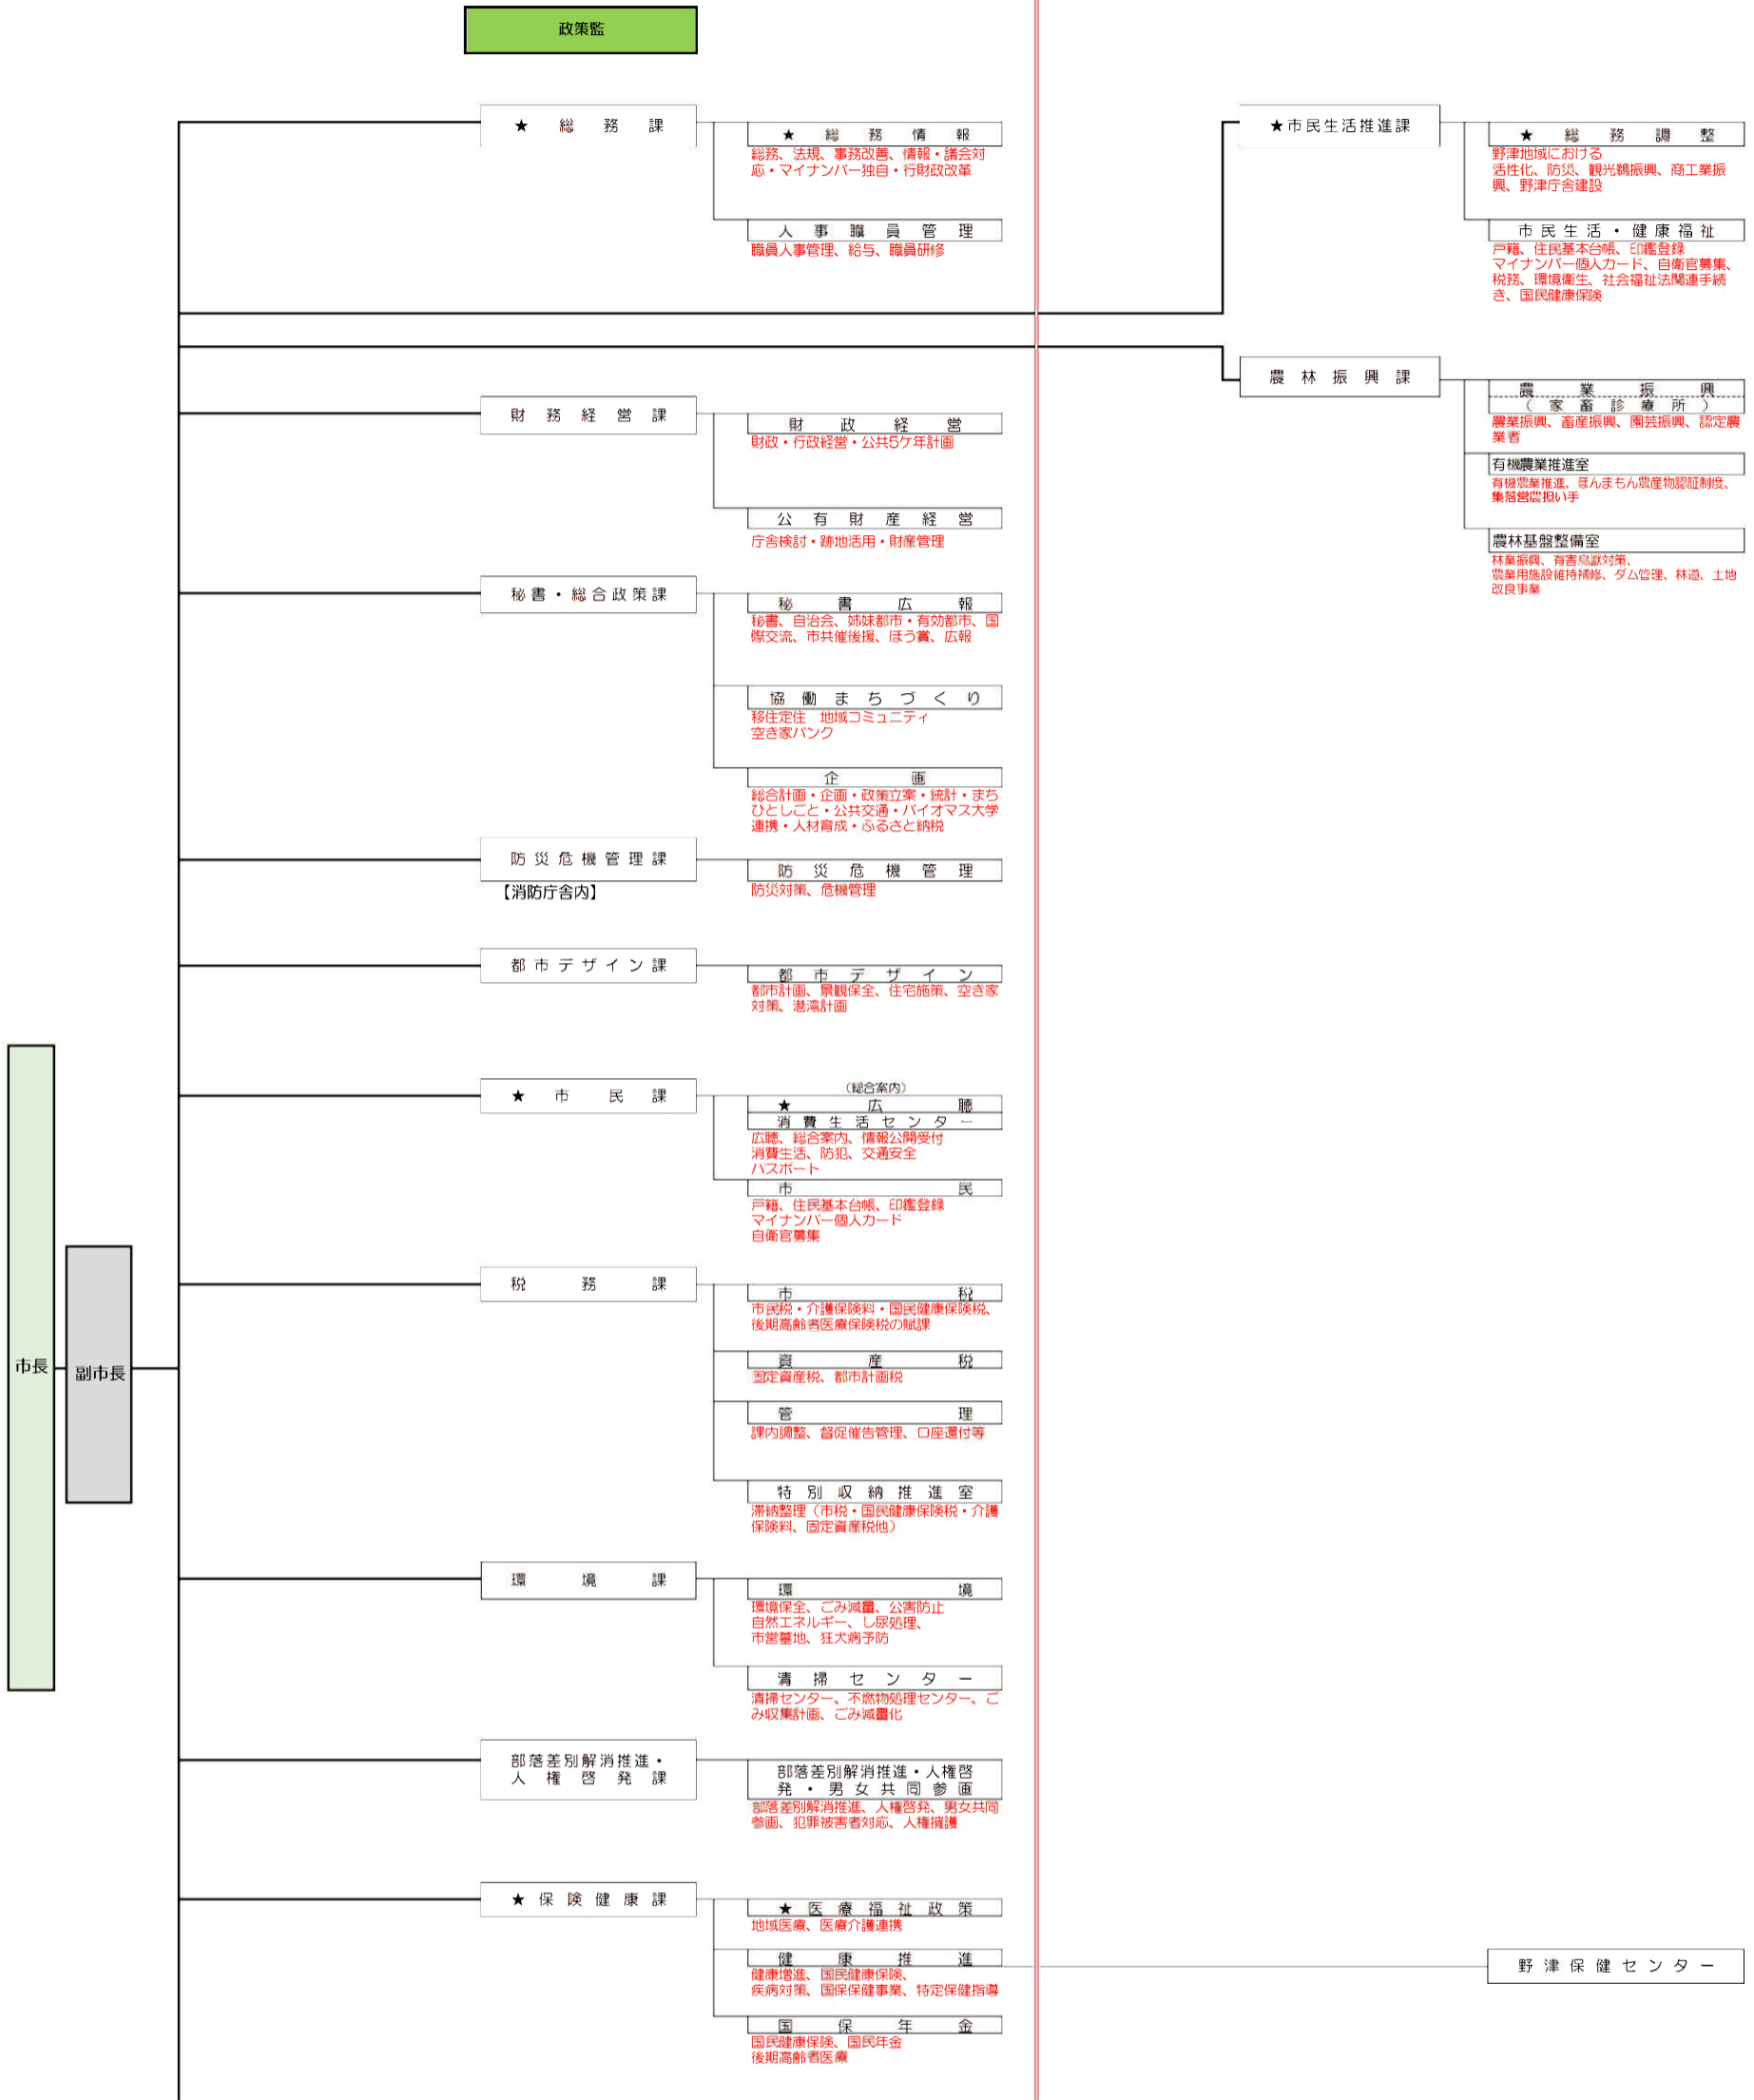 政策監
★総務課
★総務情報
総務、法規、事務改善、情報・議会対
応・マイナンバー独自・行財政改革
人事職員管理
職員人事管理、給与、職員研修
★市民生活推進課
★総務調整
野津地域における
活性化、防災、観光鵜振興、商工業振
興、野津庁舎建設
市民生活・健康福祉
戸籍、住民基本台帳、印鑑登録
マイナンバー個人カード、自衛官募集、
税務、環境衛生、社会福祉法関連手続
き、国民健康保険
農林振興課
農業振興
（家畜診療所）
農業振興、畜産振興、園芸振興、認定農
業者
有機農業推進室
有機農業推進、ほんまもん農産物認証制度、
集落営農担い手
農林基盤整備室
林業振興、有害鳥獣対策、
農業用施設維持補修、ダム管理、林道、土地
改良事業
財務経営課
財政経営
財政・行政経営・公共5ケ年計画
公有財産経営
庁舎検討・跡地活用・財産管理
秘書・総合政策課
秘書広報
秘書、自治会、姉妹都市・有効都市、国
際交流、市共催後援、ほう賞、広報
協働まちづくり
移住定住　地域コミュニティ
空き家バンク
企画
総合計画・企画・政策立案・統計・まち
ひとしごと・公共交通・バイオマス大学
連携・人材育成・ふるさと納税
防災危機管理課
【消防庁舎内】
防災危機管理
防災対策、危機管理
都市デザイン課
都市デザイン
都市計画、景観保全、住宅施策、空き家
対策、港湾計画
★市民課
（総合案内）
★広聴
消費生活センター
広聴、総合案内、情報公開受付
消費生活、防犯、交通安全
パスポート
市民
戸籍、住民基本台帳、印鑑登録
マイナンバー個人カード
自衛官募集
税務課
市税
市民税・介護保険料・国民健康保険税、
後期高齢者医療保険税の賦課
資産税
固定資産税、都市計画税
管理
課内調整、督促催告管理、口座還付等
特別収納推進室
滞納整理（市税・国民健康保険税・介護
保険料、固定資産税他）
市長
副市長
環境課
環境
環境保全、ごみ減量、公害防止
自然エネルギー、し尿処理、
市営墓地、狂犬病予防
清掃センター
清掃センター、不燃物処理センター、ご
み収集計画、ごみ減量化
部落差別解消推進・
人権啓発課
部落差別解消推進・人権啓
発・男女共同参画
部落差別解消推進、人権啓発、男女共同
参画、犯罪被害者対応、人権擁護
★保険健康課
★医療福祉政策
地域医療、医療介護連携
健康推進
健康増進、国民健康保険、
疾病対策、国保保健事業、特定保健指導
野津保健センター
国保年金
国民健康保険、国民年金
後期高齢者医療